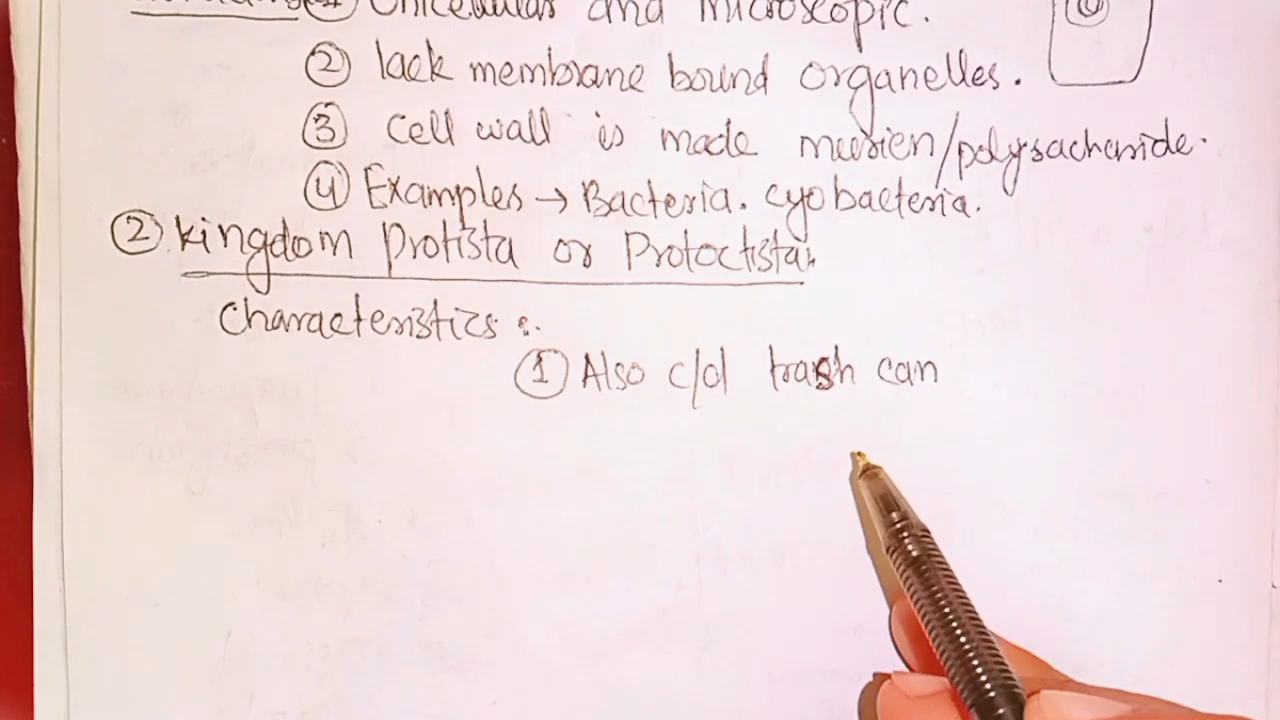 ① Unicellular and microscopic.
② lack membrane bound organelles.
③ Cell wall is made murien/polysacharide.
④ Examples → Bacteria. cyobacteria.
② Kingdom Protista or Protoctista
Characteristics :
① Also c/d trash can